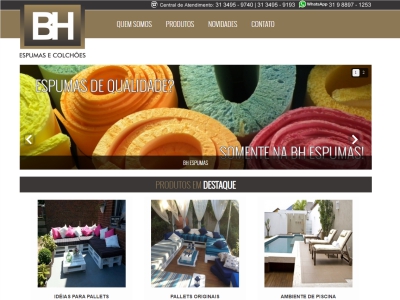 Central de Atendimento: 31 3495 - 9740 | 31 3495 - 9193 WhatsApp 31 9 8897 - 1253
BH
ESPUMAS E COLCHÕES
QUEM SOMOS PRODUTOS NOVIDADES CONTATO
1 2
ESPUMAS DE QUALIDADE?
SOMENTE NA BH ESPUMAS!
BH ESPUMAS
PRODUTOS EM DESTAQUE
IDÉIAS PARA PALLETS PALLETS ORIGINAIS AMBIENTE DE PISCINA